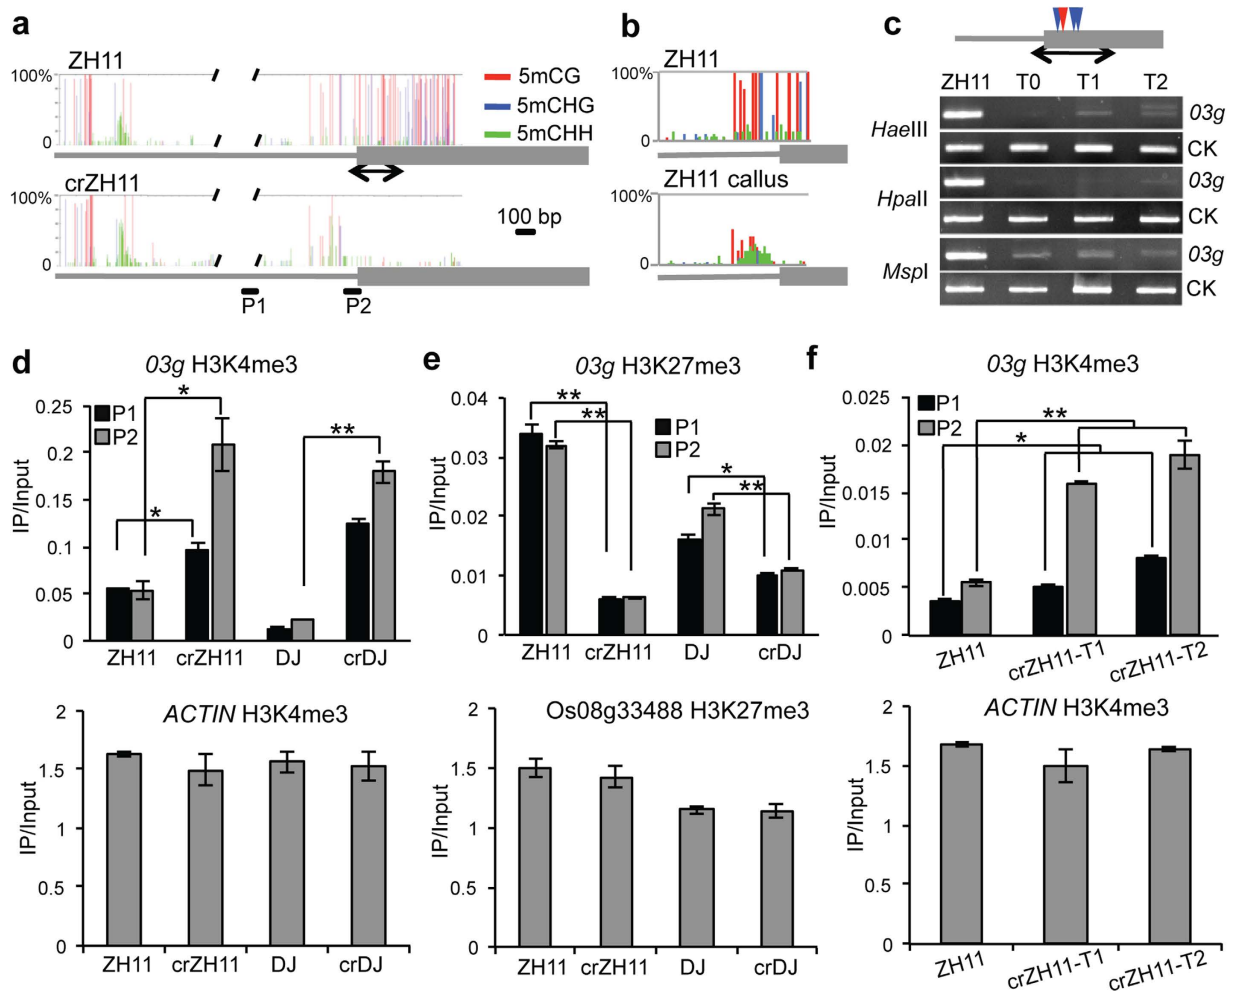 a
ZH11
100%
0
5mCG
5mCHG
5mCHH
crZH11
100%
0
100 bp
P1 P2
b
ZH11
100%
0
ZH11 callus
100%
0
c
ZH11 T0 T1 T2
HaeIII
03g
CK
HpaII
03g
CK
MspI
03g
CK
d
03g H3K4me3
IP/Input
0.25
0.2
0.15
0.1
0.05
0
P1
P2
*
*
**
ZH11 crZH11 DJ crDJ
ACTIN H3K4me3
IP/Input
2
1.5
1
0.5
0
ZH11 crZH11 DJ crDJ
e
03g H3K27me3
IP/Input
0.04
0.03
0.02
0.01
0
P1
P2
**
**
*
**
ZH11 crZH11 DJ crDJ
Os08g33488 H3K27me3
IP/Input
2
1.5
1
0.5
0
ZH11 crZH11 DJ crDJ
f
03g H3K4me3
IP/Input
0.025
0.02
0.015
0.01
0.005
0
P1
P2
**
*
ZH11 crZH11-T1 crZH11-T2
ACTIN H3K4me3
IP/Input
2
1.5
1
0.5
0
ZH11 crZH11-T1 crZH11-T2